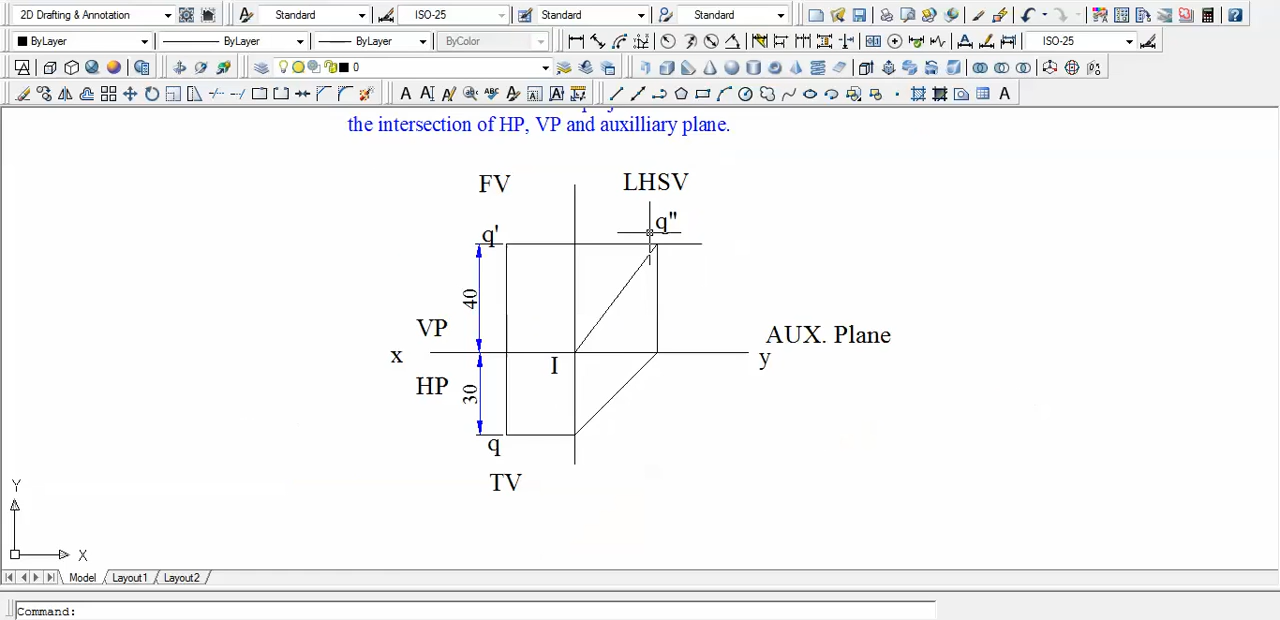 2D Drafting & Annotation Standard ISO-25 Standard Standard
ByLayer ByLayer ByLayer ByColor ISO-25
0
the intersection of HP, VP and auxilliary plane.
FV LHSV
q' q"
40
VP AUX. Plane
x I y
HP
30
q
TV
Y
X
Model Layout1 Layout2
Command: